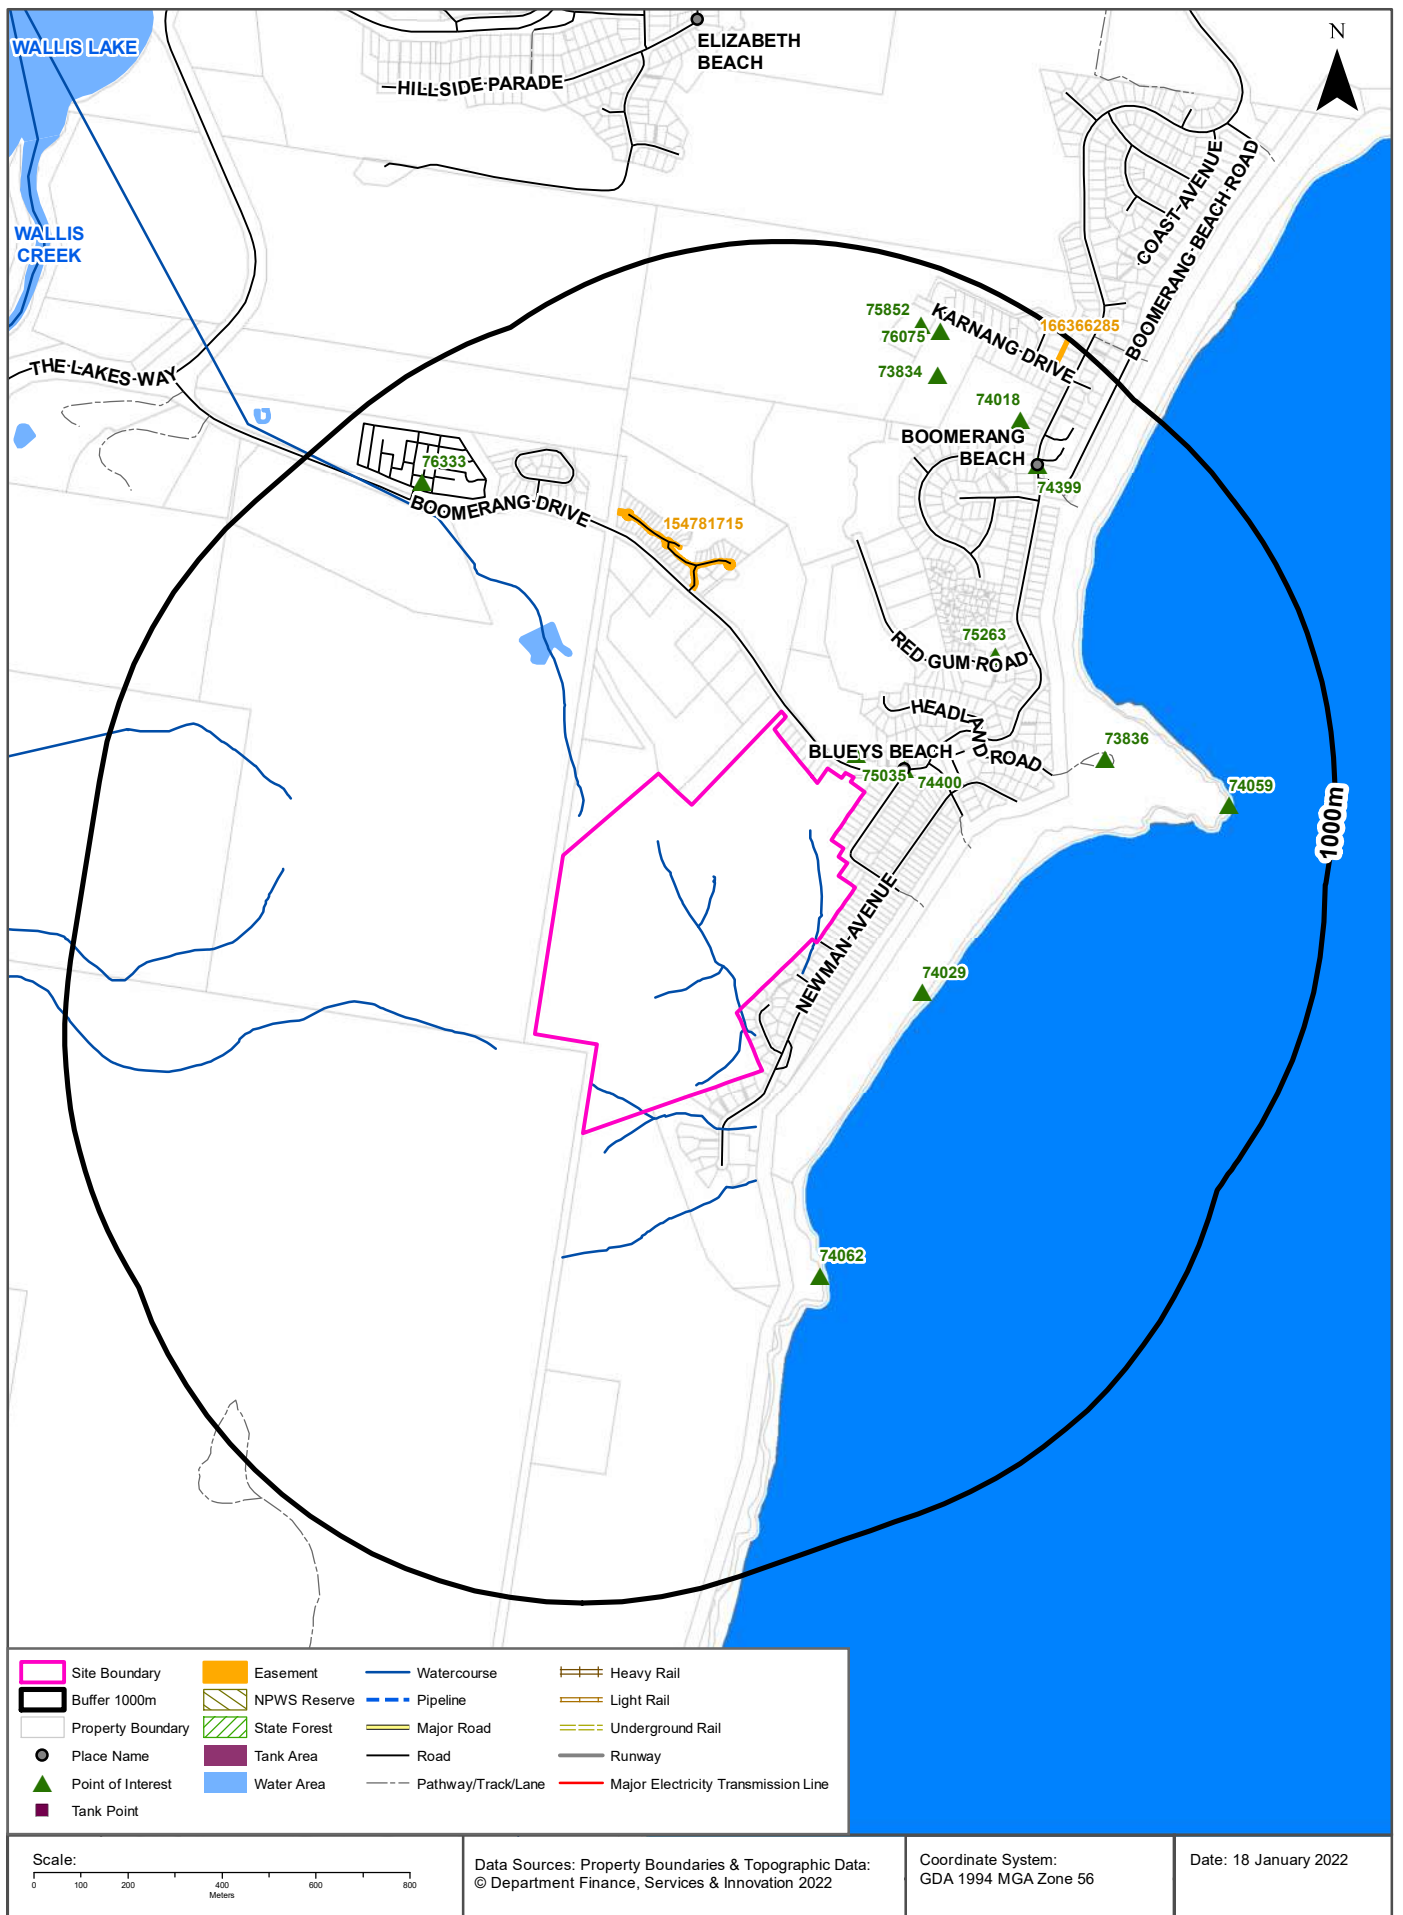 N
WALLIS LAKE
ELIZABETH
BEACH
HILLSIDE PARADE
COAST AVENUE
BOOMERANG BEACH ROAD
WALLIS
CREEK
75852
KARNANG DRIVE
166366285
76075
THE LAKES WAY
73834
74018
BOOMERANG
BEACH
76333
74399
BOOMERANG DRIVE
154781715
75263
RED GUM ROAD
HEADLAND ROAD
73836
BLUEYS BEACH
75035
74400
74059
1000m
NEWMAN AVENUE
74029
74062
Site Boundary
Buffer 1000m
Property Boundary
Place Name
Point of Interest
Tank Point
Easement
NPWS Reserve
State Forest
Tank Area
Water Area
Watercourse
Pipeline
Major Road
Road
Pathway/Track/Lane
Heavy Rail
Light Rail
Underground Rail
Runway
Major Electricity Transmission Line
Scale:
0 100 200 400 600 800
Meters
Data Sources: Property Boundaries & Topographic Data:
© Department Finance, Services & Innovation 2022
Coordinate System:
GDA 1994 MGA Zone 56
Date: 18 January 2022